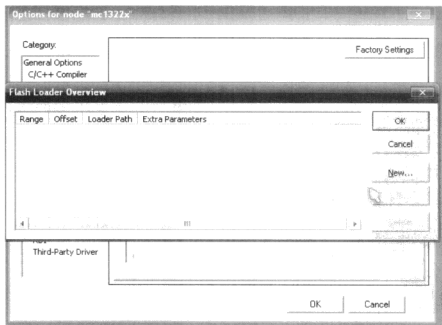 Options for node "mc1322x"
Category:
Factory Settings
General Options
C/C++ Compiler
Flash Loader Overview
Range Offset Loader Path Extra Parameters
OK
Cancel
New...
Third-Party Driver
OK Cancel